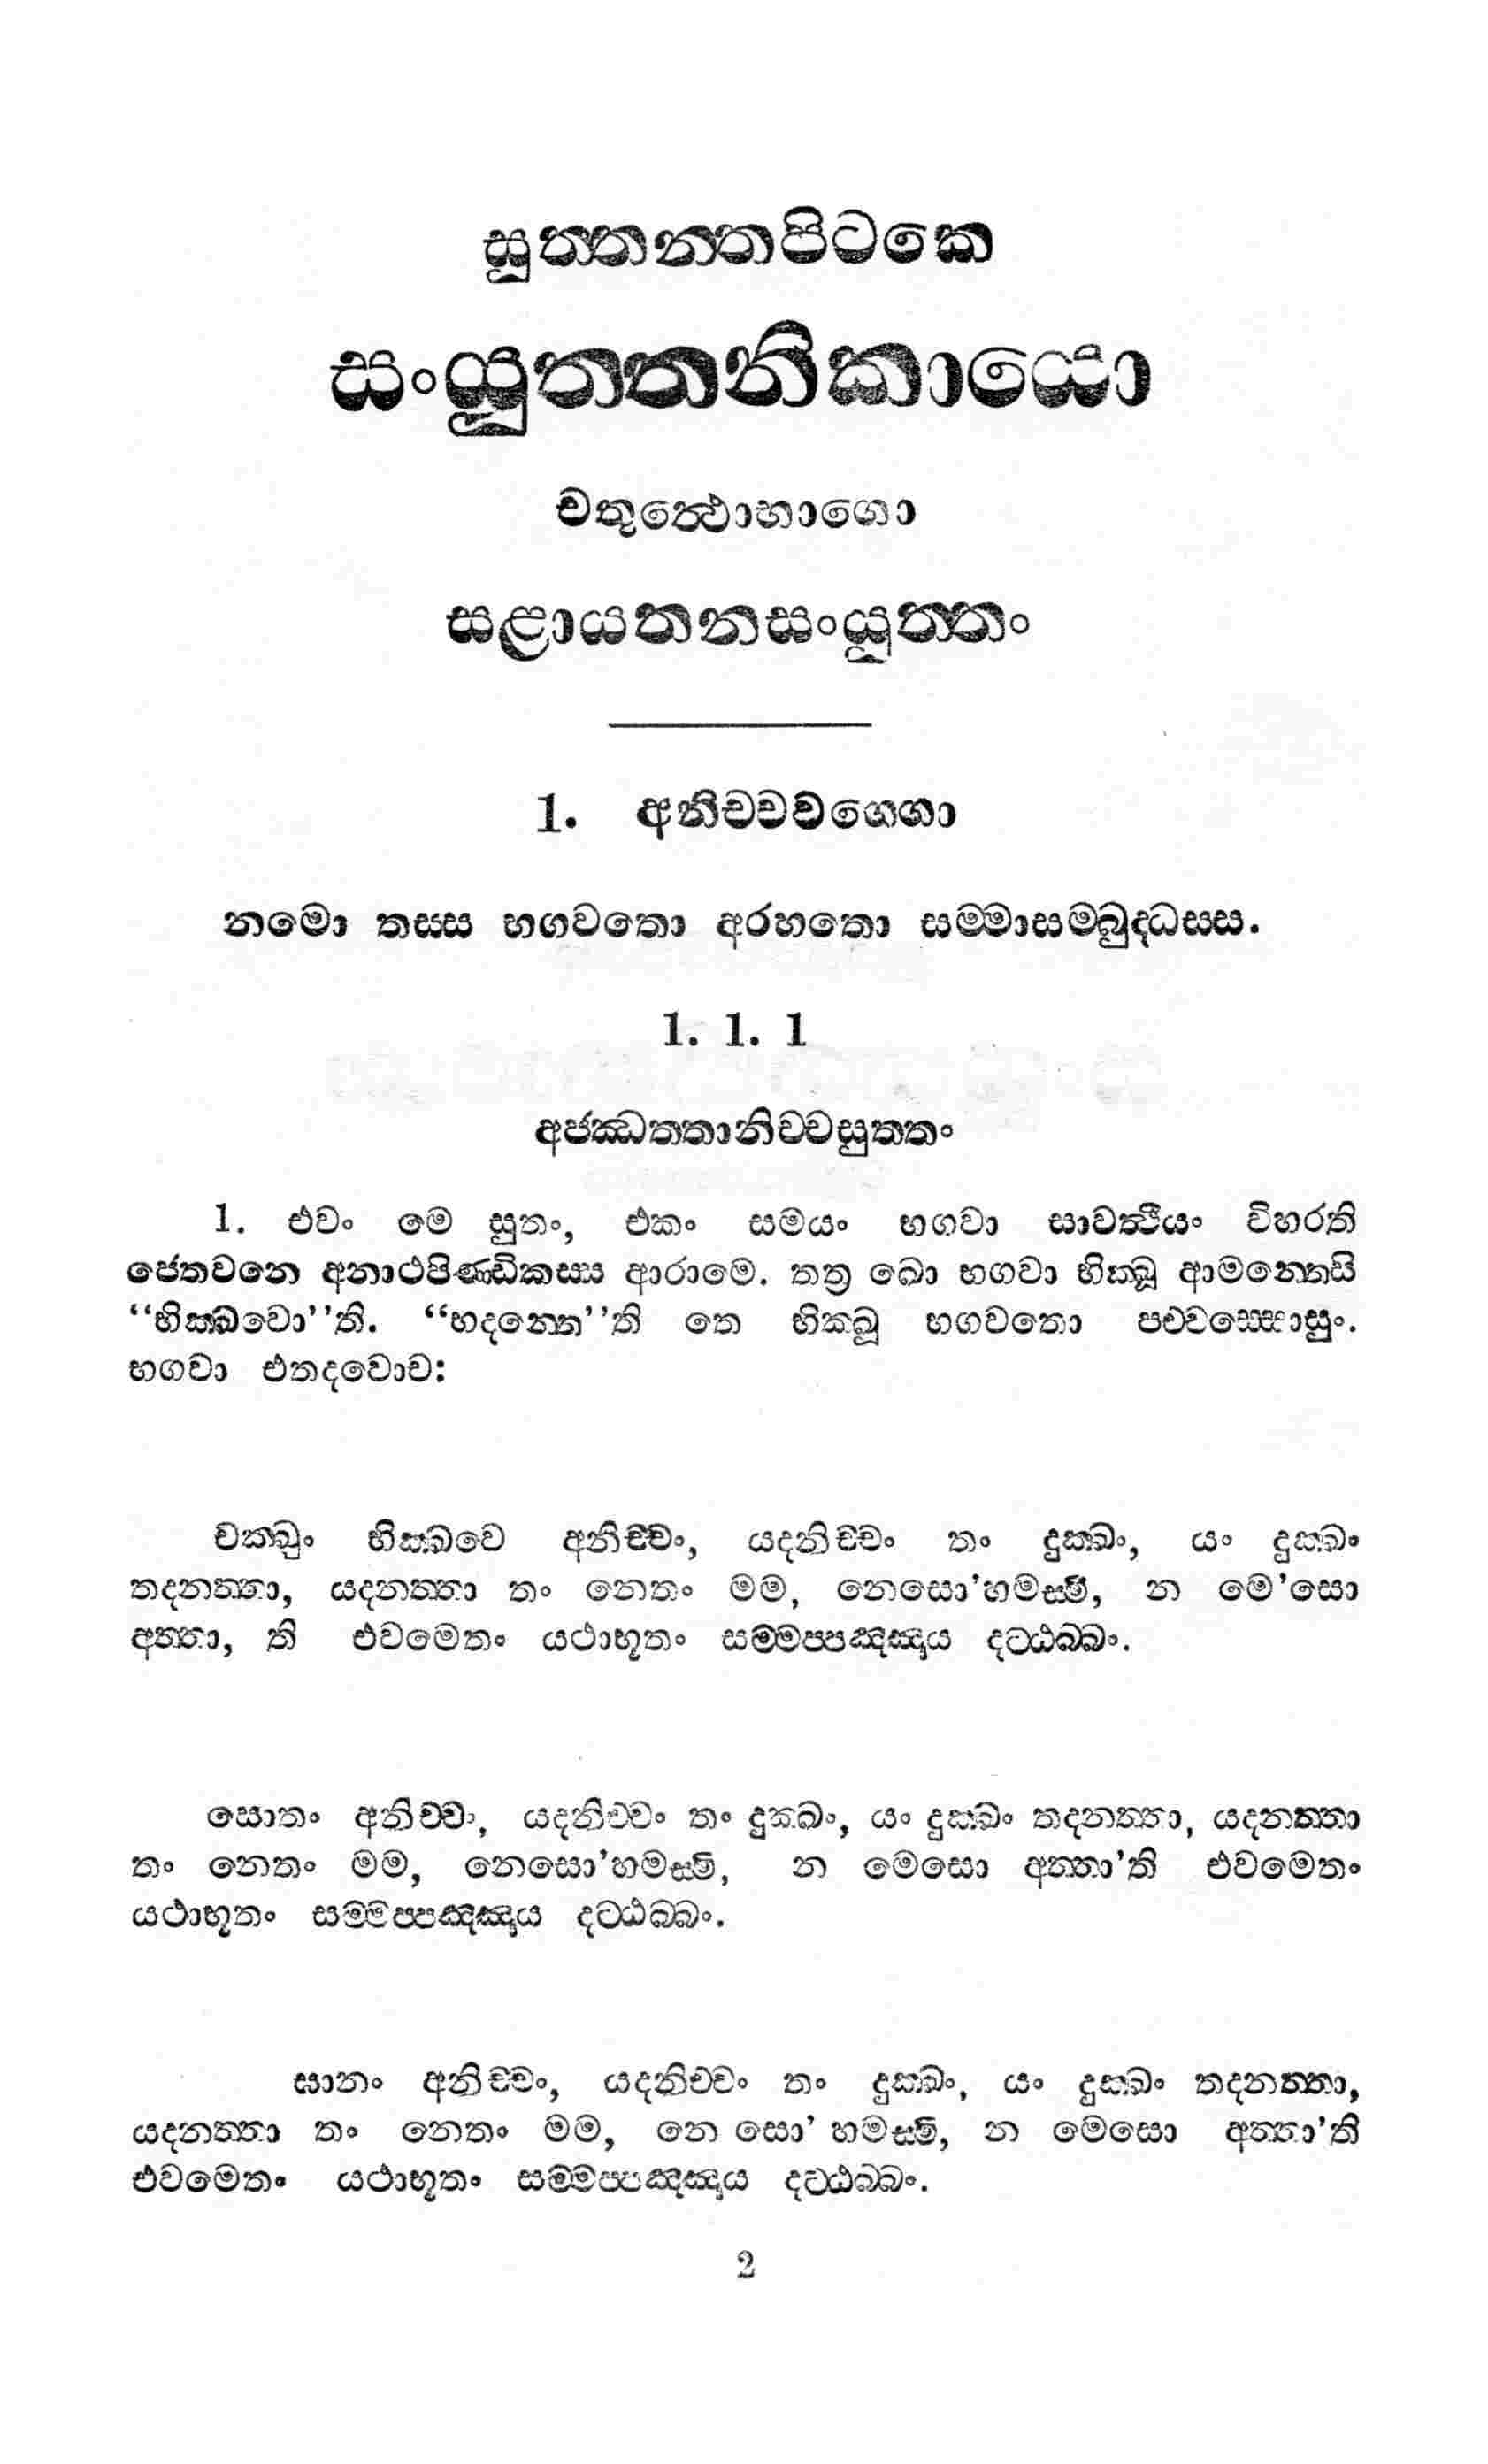 සුත්තන්තපිටකෙ
සංයුත්තනිකායො
චතුත්ථොභාගො
සළායතනසංයුත්තං
1. අනිච්චවග්ගො
නමො තස්ස භගවතො අරහතො සම්මාසම්බුද්ධස්ස.
1. 1. 1
අජ්ඣත්තානිච්චසුත්තං
1. එවං මෙ සුතං, එකං සමයං භගවා සාවත්ථියං විහරති
ජෙතවනෙ අනාථපිණ්ඩිකස්ස ආරාමෙ. තත්‍ර ඛො භගවා භික්ඛූ ආමන්තෙසි
“භික්ඛවො”ති. “භදන්තෙ”ති තෙ භික්ඛූ භගවතො පච්චස්සොසුං.
භගවා එතදවොච:
චක්ඛුං භික්ඛවෙ අනිච්චං, යදනිච්චං තං දුක්ඛං, යං දුක්ඛං
තදනත්තා, යදනත්තා තං නෙතං මම, නෙසො’හමස්මි, න මෙ’සො
අත්තා, ති එවමෙතං යථාභූතං සම්මප්පඤ්ඤාය දට්ඨබ්බං.
සොතං අනිච්චං, යදනිච්චං තං දුක්ඛං, යං දුක්ඛං තදනත්තා, යදනත්තා
තං නෙතං මම, නෙසො’හමස්මි, න මෙසො අත්තා’ති එවමෙතං
යථාභූතං සම්මප්පඤ්ඤාය දට්ඨබ්බං.
ඝානං අනිච්චං, යදනිච්චං තං දුක්ඛං, යං දුක්ඛං තදනත්තා,
යදනත්තා තං නෙතං මම, නෙ සො’ හමස්මි, න මෙසො අත්තා’ති
එවමෙතං යථාභූතං සම්මප්පඤ්ඤාය දට්ඨබ්බං.
2